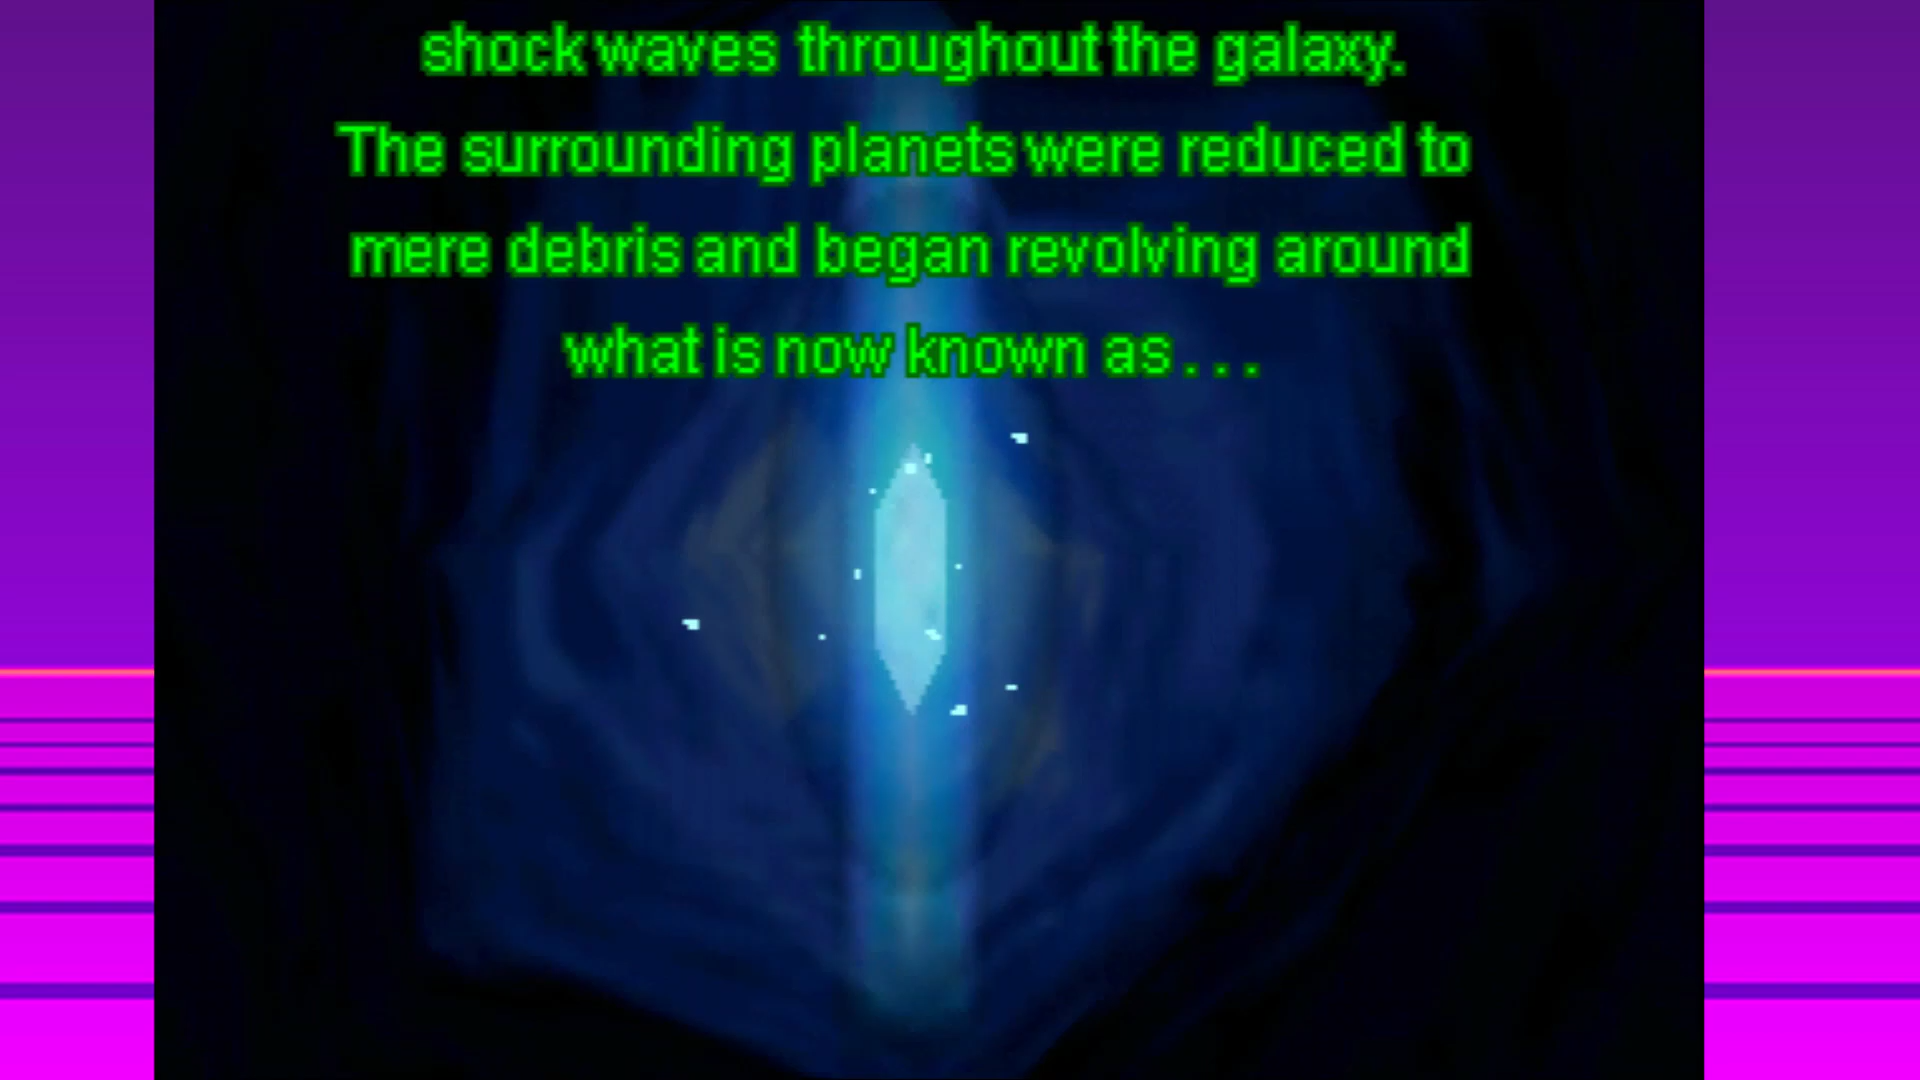 shock waves throughout the galaxy.
The surrounding planets were reduced to
mere debris and began revolving around
what is now known as . . .